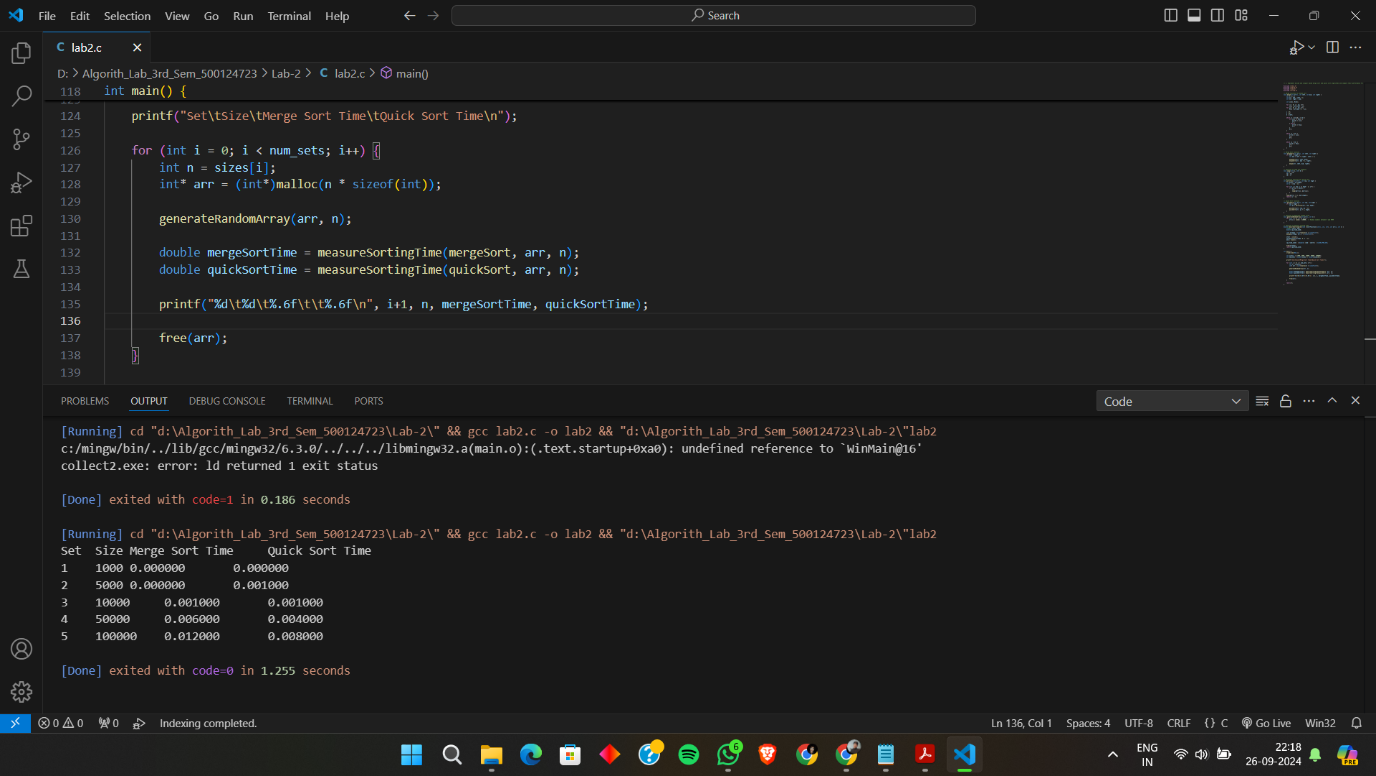 File Edit Selection View Go Run Terminal Help
Search
lab2.c
D: > Algorith_Lab_3rd_Sem_500124723 > Lab-2 > C lab2.c > main()
118 int main() {
124 printf("Set\tSize\tMerge Sort Time\tQuick Sort Time\n");
125
126 for (int i = 0; i < num_sets; i++) {
127 int n = sizes[i];
128 int* arr = (int*)malloc(n * sizeof(int));
129
130 generateRandomArray(arr, n);
131
132 double mergeSortTime = measureSortingTime(mergeSort, arr, n);
133 double quickSortTime = measureSortingTime(quickSort, arr, n);
134
135 printf("%d\t%d\t%.6f\t\t%.6f\n", i+1, n, mergeSortTime, quickSortTime);
136
137 free(arr);
138 }
139
PROBLEMS OUTPUT DEBUG CONSOLE TERMINAL PORTS
Code
[Running] cd "d:\Algorith_Lab_3rd_Sem_500124723\Lab-2\" && gcc lab2.c -o lab2 && "d:\Algorith_Lab_3rd_Sem_500124723\Lab-2\"lab2
c:/mingw/bin/../lib/gcc/mingw32/6.3.0/../../../libmingw32.a(main.o):(.text.startup+0xa0): undefined reference to `WinMain@16'
collect2.exe: error: ld returned 1 exit status
[Done] exited with code=1 in 0.186 seconds
[Running] cd "d:\Algorith_Lab_3rd_Sem_500124723\Lab-2\" && gcc lab2.c -o lab2 && "d:\Algorith_Lab_3rd_Sem_500124723\Lab-2\"lab2
Set Size Merge Sort Time Quick Sort Time
1 1000 0.000000 0.000000
2 5000 0.000000 0.001000
3 10000 0.001000 0.001000
4 50000 0.006000 0.004000
5 100000 0.012000 0.008000
[Done] exited with code=0 in 1.255 seconds
0 0 0 Indexing completed. Ln 136, Col 1 Spaces: 4 UTF-8 CRLF {} C Go Live Win32
6
ENG
IN
22:18
26-09-2024
PRE